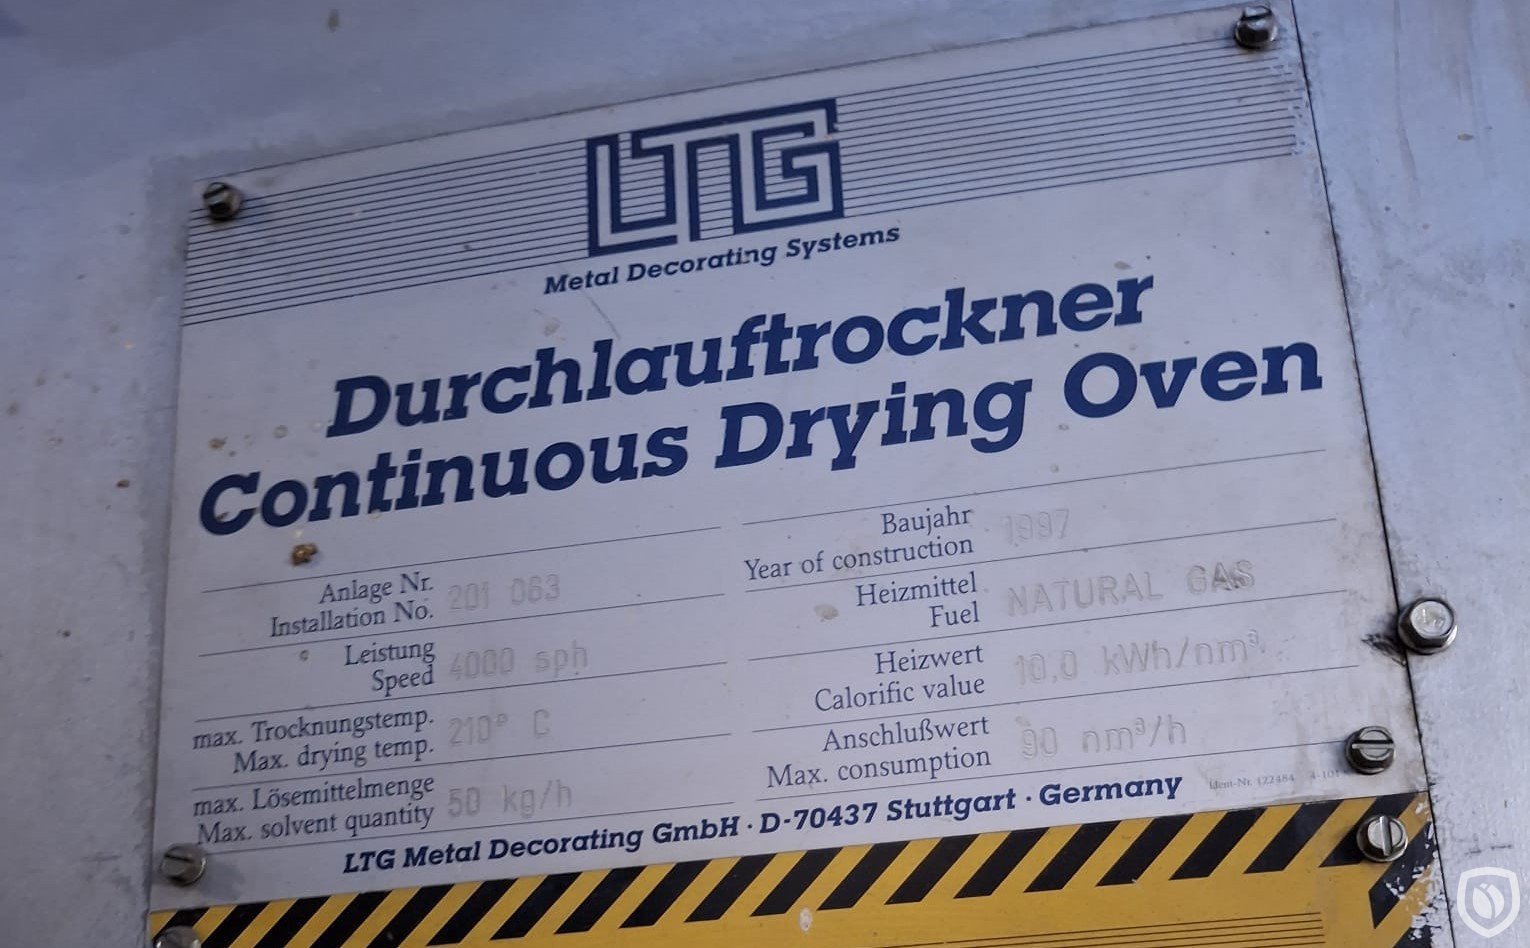 LTG
Metal Decorating Systems
Durchlauftrockner
Continuous Drying Oven
Anlage Nr.
Installation No. 201 063
Leistung
Speed 4000 sph
max. Trocknungstemp.
Max. drying temp. 210° C
max. Lösemittelmenge
Max. solvent quantity 50 kg/h
Baujahr
Year of construction 1997
Heizmittel
Fuel NATURAL GAS
Heizwert
Calorific value 10.0 kWh/nm³
Anschlußwert
Max. consumption 90 nm³/h
LTG Metal Decorating GmbH · D-70437 Stuttgart · Germany
Ident-Nr. 122484